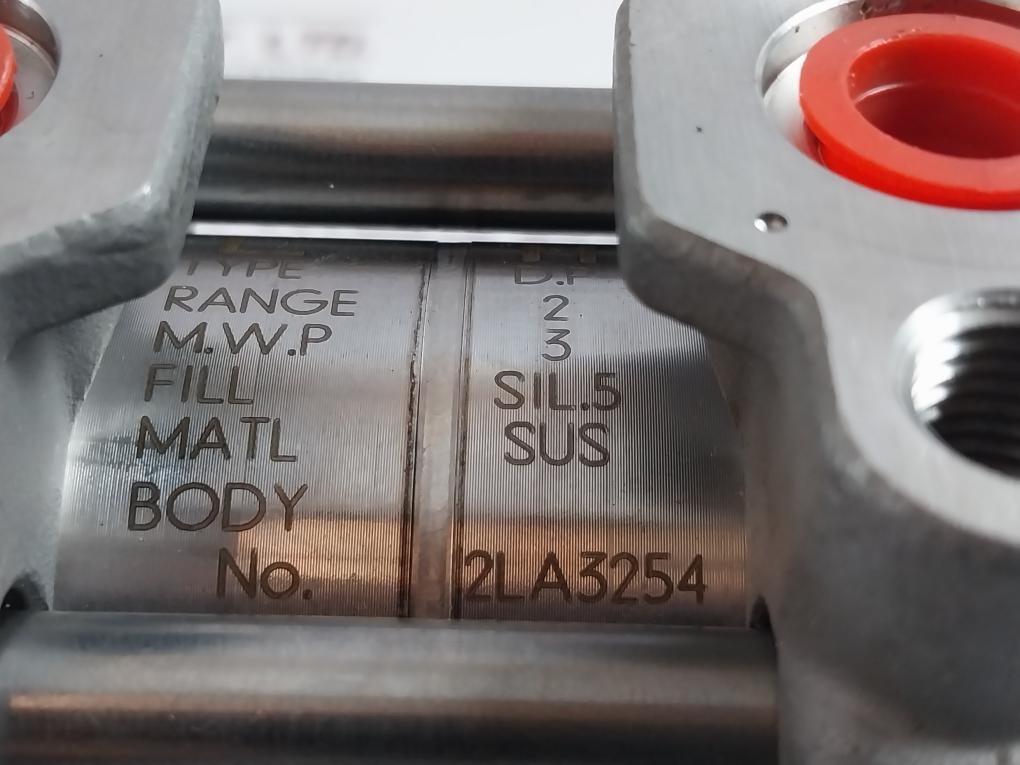 TYPE D.P
RANGE 2
M.W.P 3
FILL SIL.5
MATL SUS
BODY
No. 2LA3254